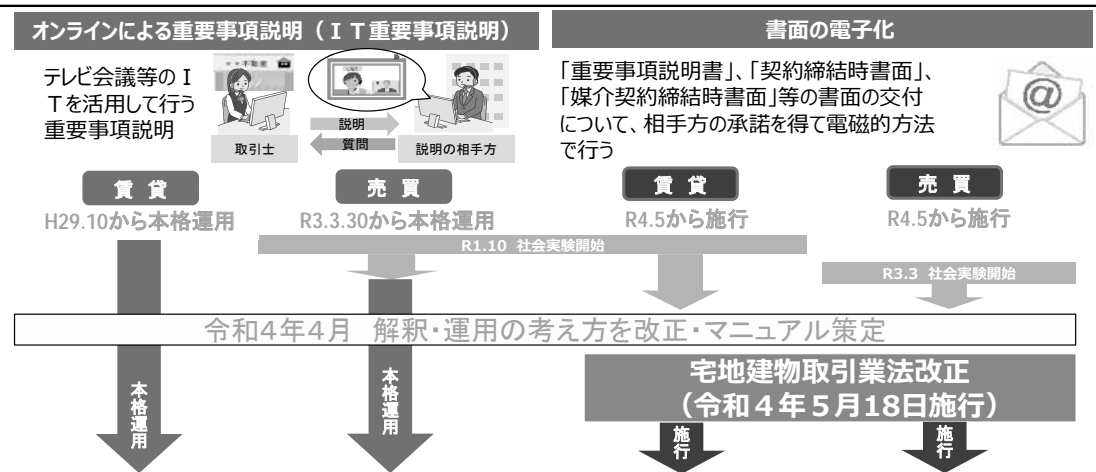 オンラインによる重要事項説明（ＩＴ重要事項説明）
テレビ会議等のＩ
Ｔを活用して行う
重要事項説明
不動産
説明
質問
取引士
説明の相手方
賃 貸
H29.10から本格運用
売 買
R3.3.30から本格運用
書面の電子化
「重要事項説明書」、「契約締結時書面」、
「媒介契約締結時書面」等の書面の交付
について、相手方の承諾を得て電磁的方法
で行う
@
賃 貸
R4.5から施行
売 買
R4.5から施行
R1.10 社会実験開始
R3.3 社会実験開始
令和４年４月 解釈・運用の考え方を改正・マニュアル策定
宅地建物取引業法改正
（令和４年５月18日施行）
本格運用
本格運用
施行
施行